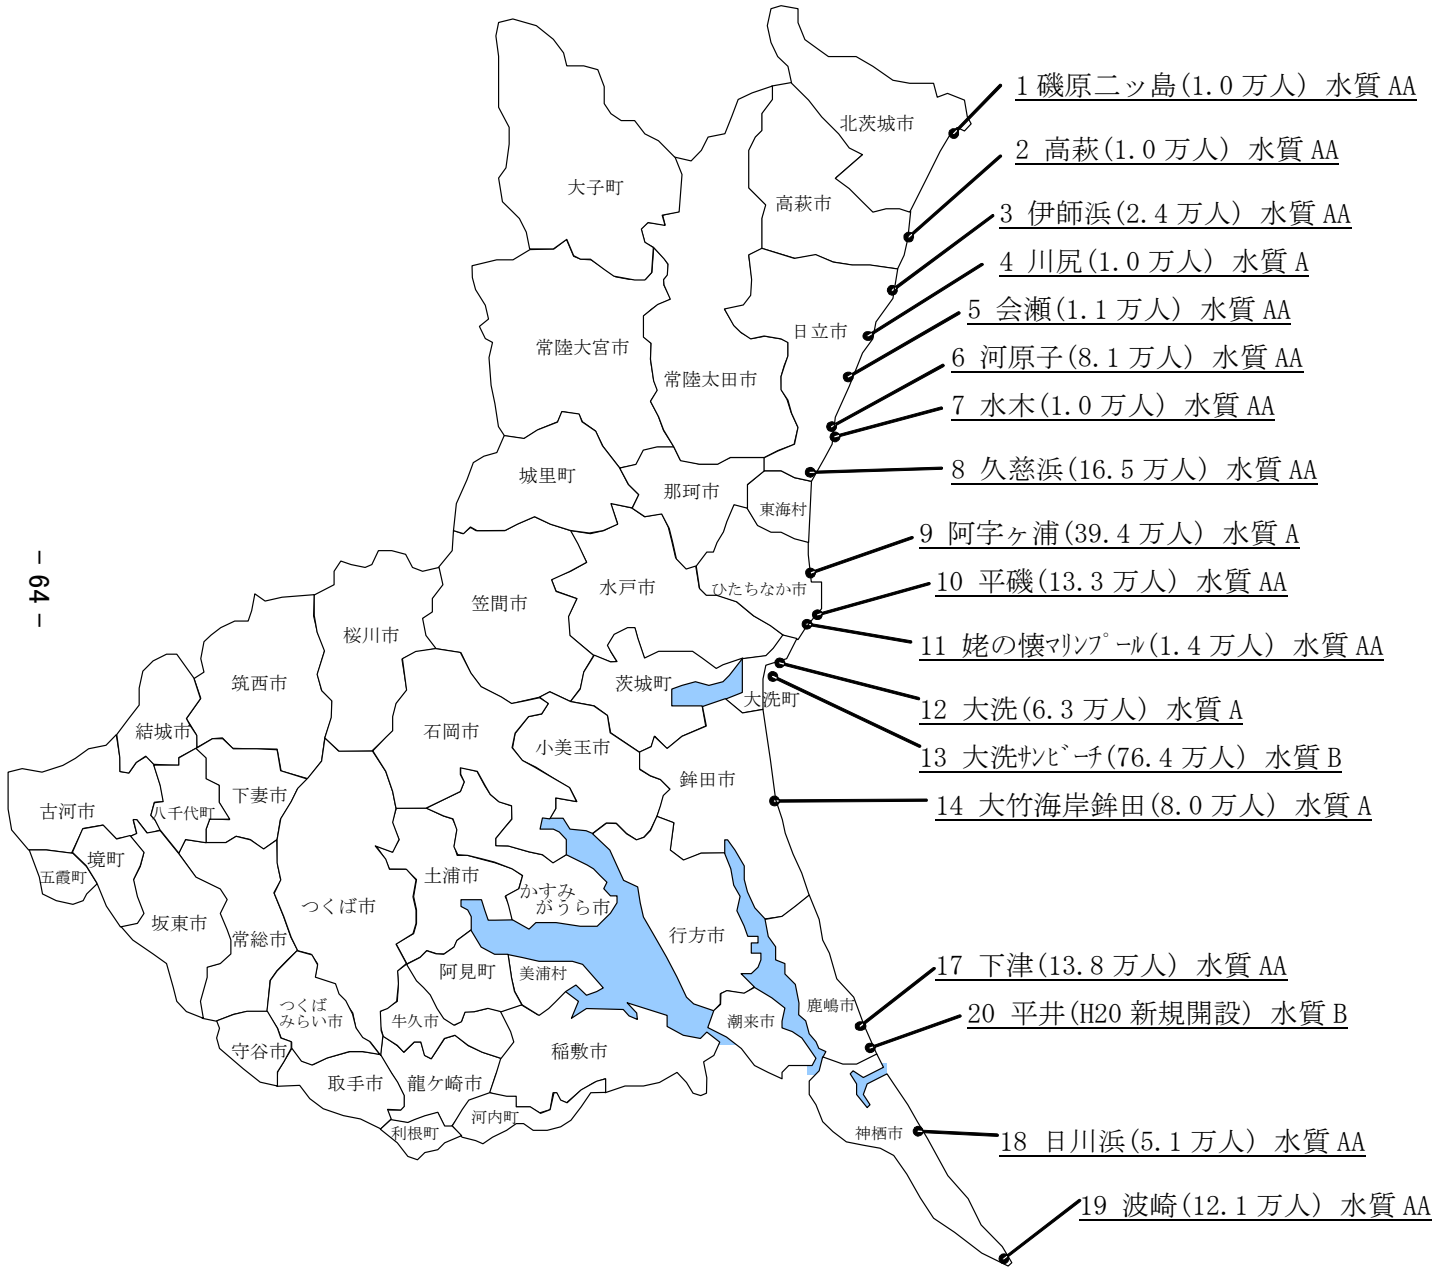 1 磯原二ッ島(1.0 万人) 水質 AA
2 高萩(1.0 万人) 水質 AA
3 伊師浜(2.4 万人) 水質 AA
4 川尻(1.0 万人) 水質 A
5 会瀬(1.1 万人) 水質 AA
6 河原子(8.1 万人) 水質 AA
7 水木(1.0 万人) 水質 AA
8 久慈浜(16.5 万人) 水質 AA
9 阿字ヶ浦(39.4 万人) 水質 A
10 平磯(13.3 万人) 水質 AA
11 姥の懐マリンプール(1.4 万人) 水質 AA
12 大洗(6.3 万人) 水質 A
13 大洗サンビーチ(76.4 万人) 水質 B
14 大竹海岸鉾田(8.0 万人) 水質 A
17 下津(13.8 万人) 水質 AA
20 平井(H20 新規開設) 水質 B
18 日川浜(5.1 万人) 水質 AA
19 波崎(12.1 万人) 水質 AA
北茨城市
大子町
高萩市
日立市
常陸大宮市
常陸太田市
城里町
那珂市
東海村
ひたちなか市
水戸市
笠間市
桜川市
筑西市
茨城町
大洗町
結城市
石岡市
小美玉市
鉾田市
下妻市
八千代町
古河市
境町
五霞町
土浦市
かすみ
がうら市
つくば市
坂東市
常総市
行方市
阿見町
美浦村
つくば
みらい市
牛久市
潮来市
鹿嶋市
守谷市
取手市
龍ケ崎市
稲敷市
河内町
利根町
神栖市
- 64 -